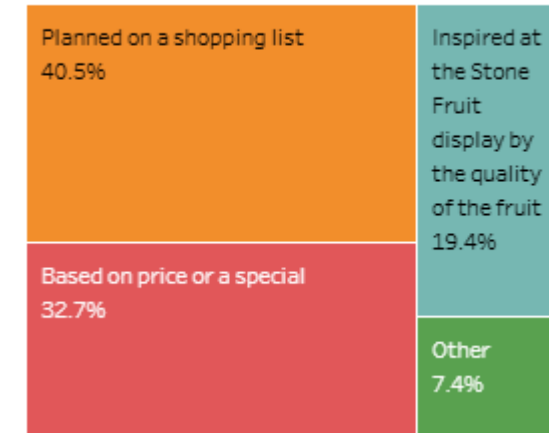 Planned on a shopping list
40.5%
Inspired at
the Stone
Fruit
display by
the quality
of the fruit
19.4%
Based on price or a special
32.7%
Other
7.4%